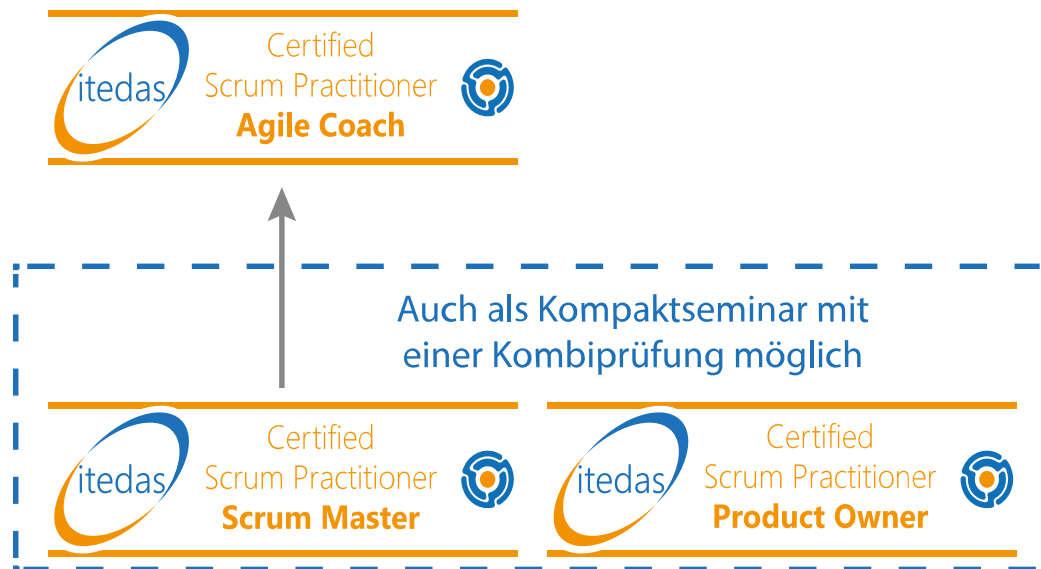 itedas
Certified
Scrum Practitioner
Agile Coach
Auch als Kompaktseminar mit
einer Kombiprüfung möglich
itedas
Certified
Scrum Practitioner
Scrum Master
itedas
Certified
Scrum Practitioner
Product Owner